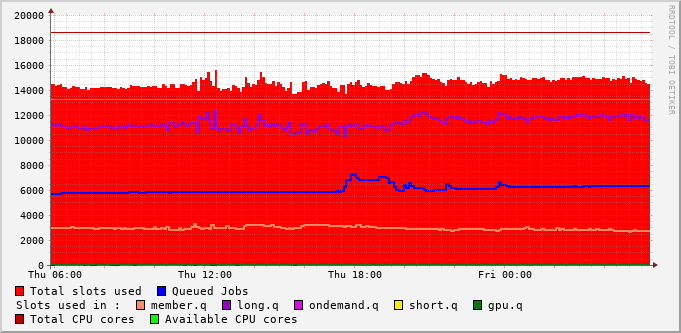 20000
18000
16000
14000
12000
10000
8000
6000
4000
2000
0
Thu 06:00 Thu 12:00 Thu 18:00 Fri 00:00
Total slots used Queued Jobs
Slots used in : member.q long.q ondemand.q short.q gpu.q
Total CPU cores Available CPU cores
RRDTOOL / TOBI OETIKER